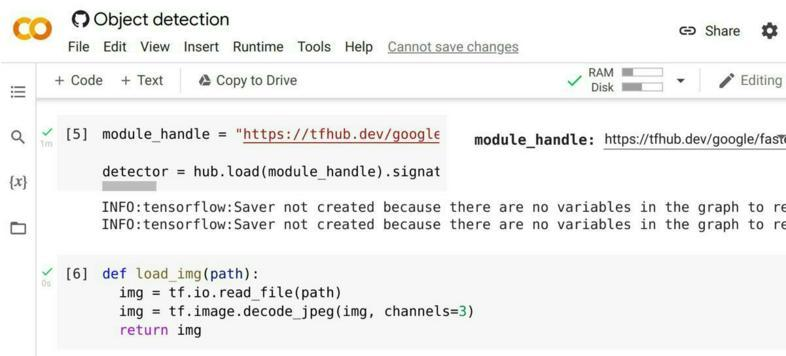 Object detection
File Edit View Insert Runtime Tools Help Cannot save changes
Share
+ Code + Text Copy to Drive
RAM
Disk
Editing
[5] module_handle = "https://tfhub.dev/google
1m
detector = hub.load(module_handle).signat
module_handle: https://tfhub.dev/google/faste
INFO:tensorflow:Saver not created because there are no variables in the graph to re
INFO:tensorflow:Saver not created because there are no variables in the graph to re
{x}
[6] def load_img(path):
0s
img = tf.io.read_file(path)
img = tf.image.decode_jpeg(img, channels=3)
return img